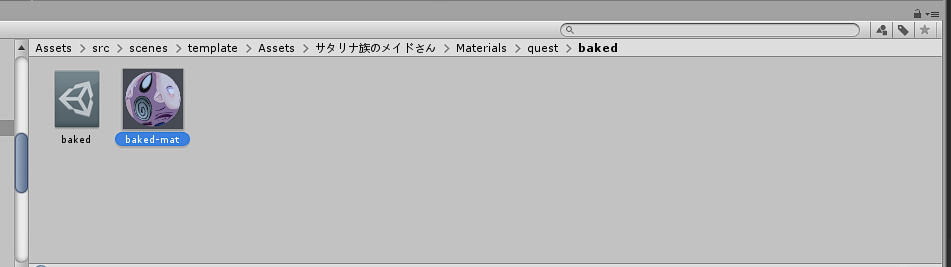 Assets > src > scenes > template > Assets > サタリナ族のメイドさん > Materials > quest > baked
baked
baked-mat